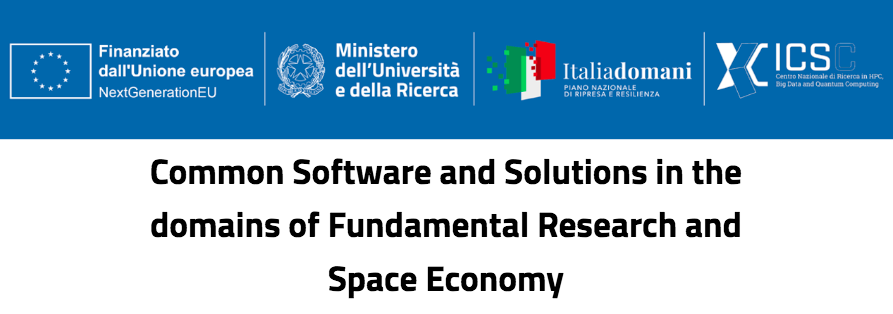 Finanziato
dall'Unione europea
NextGenerationEU
Ministero
dell'Università
e della Ricerca
Italiadomani
PIANO NAZIONALE
DI RIPRESA E RESILIENZA
ICSC
Centro Nazionale di Ricerca in HPC,
Big Data and Quantum Computing
Common Software and Solutions in the
domains of Fundamental Research and
Space Economy